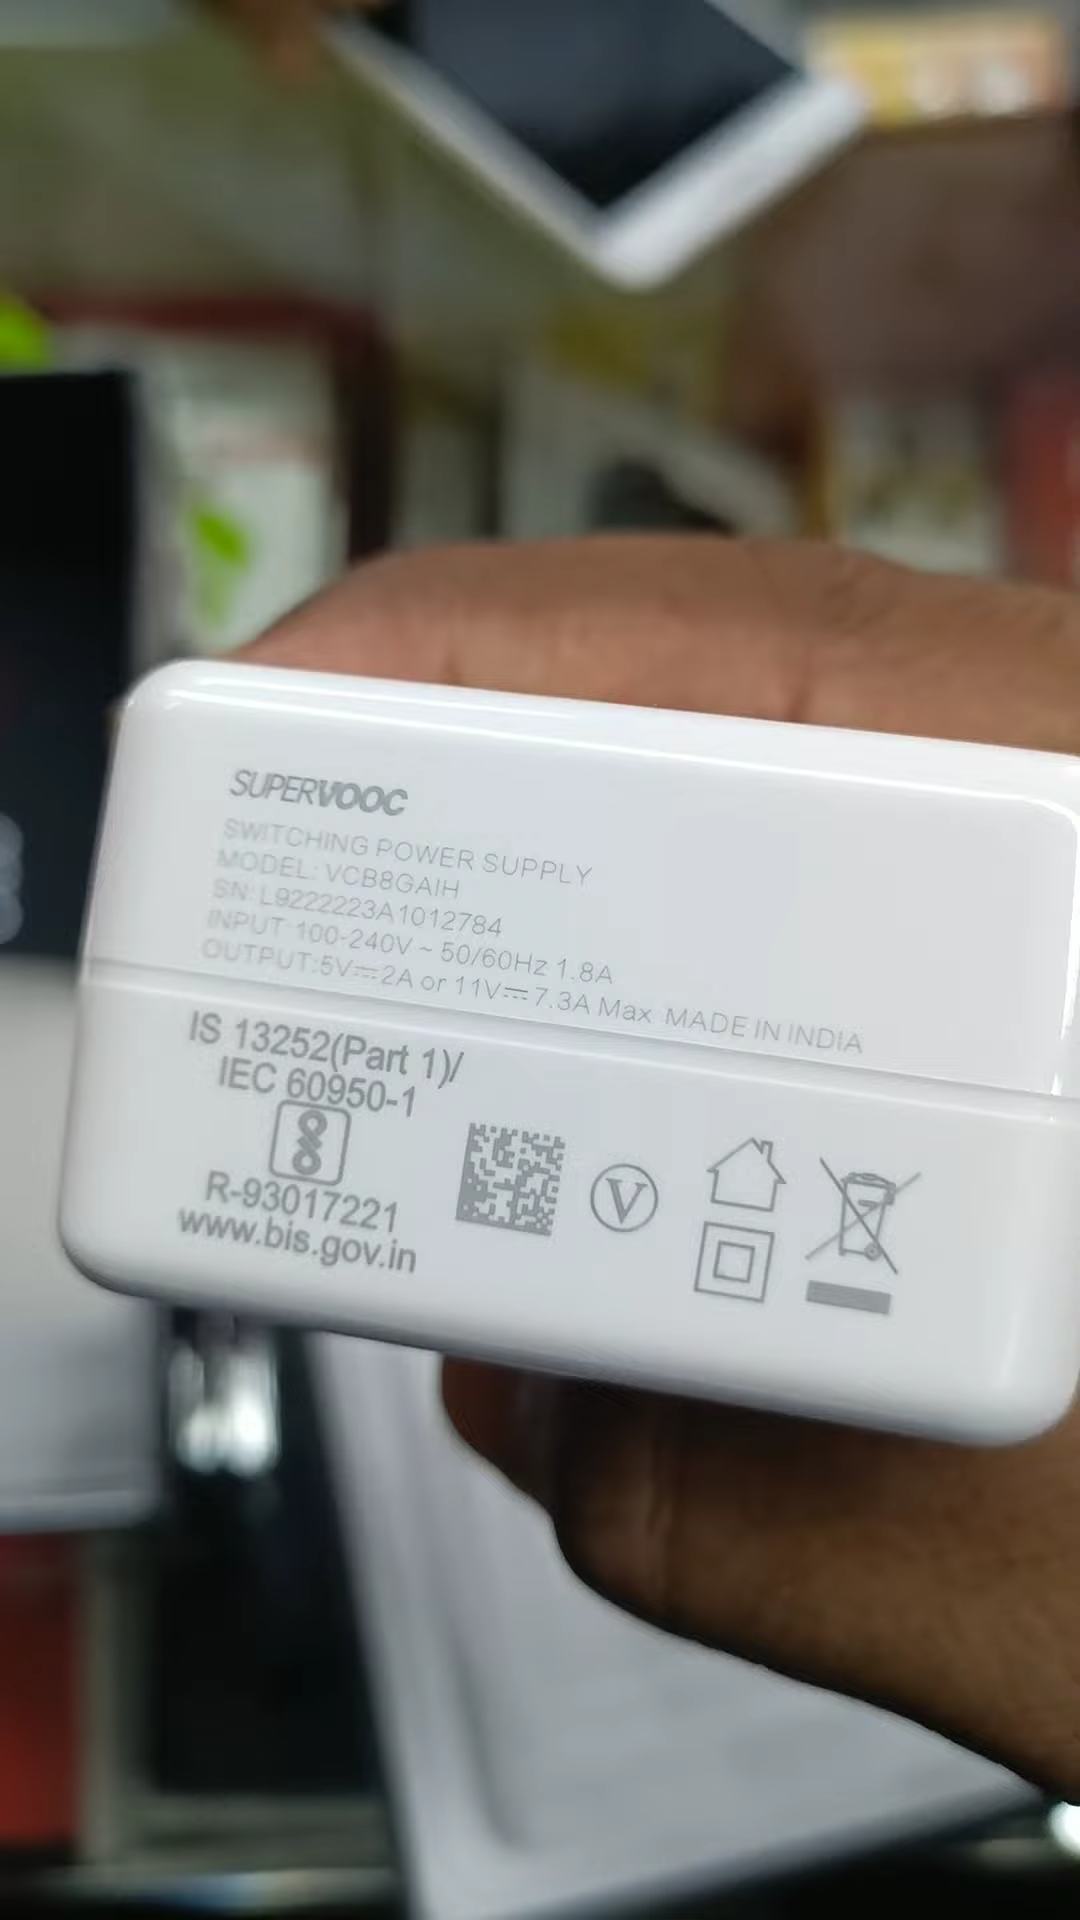 SUPERVOOC
SWITCHING POWER SUPPLY
MODEL: VCB8GAIH
SN: L9222223A1012784
INPUT: 100-240V ~ 50/60Hz 1.8A
OUTPUT:5V⎓2A or 11V⎓7.3A Max MADE IN INDIA
IS 13252(Part 1)/
IEC 60950-1
R-93017221
www.bis.gov.in
V